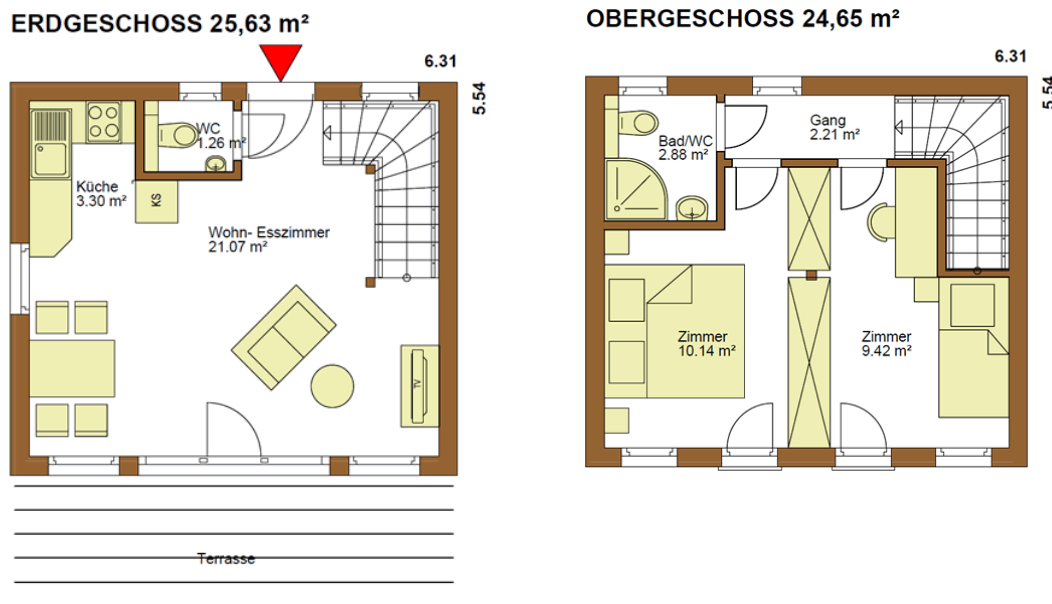 ERDGESCHOSS 25,63 m²
6.31
5.54
WC
1.26 m²
Küche
3.30 m²
KS
Wohn- Esszimmer
21.07 m²
TV
Terrasse
OBERGESCHOSS 24,65 m²
6.31
5.54
Gang
2.21 m²
Bad/WC
2.88 m²
Zimmer
10.14 m²
Zimmer
9.42 m²